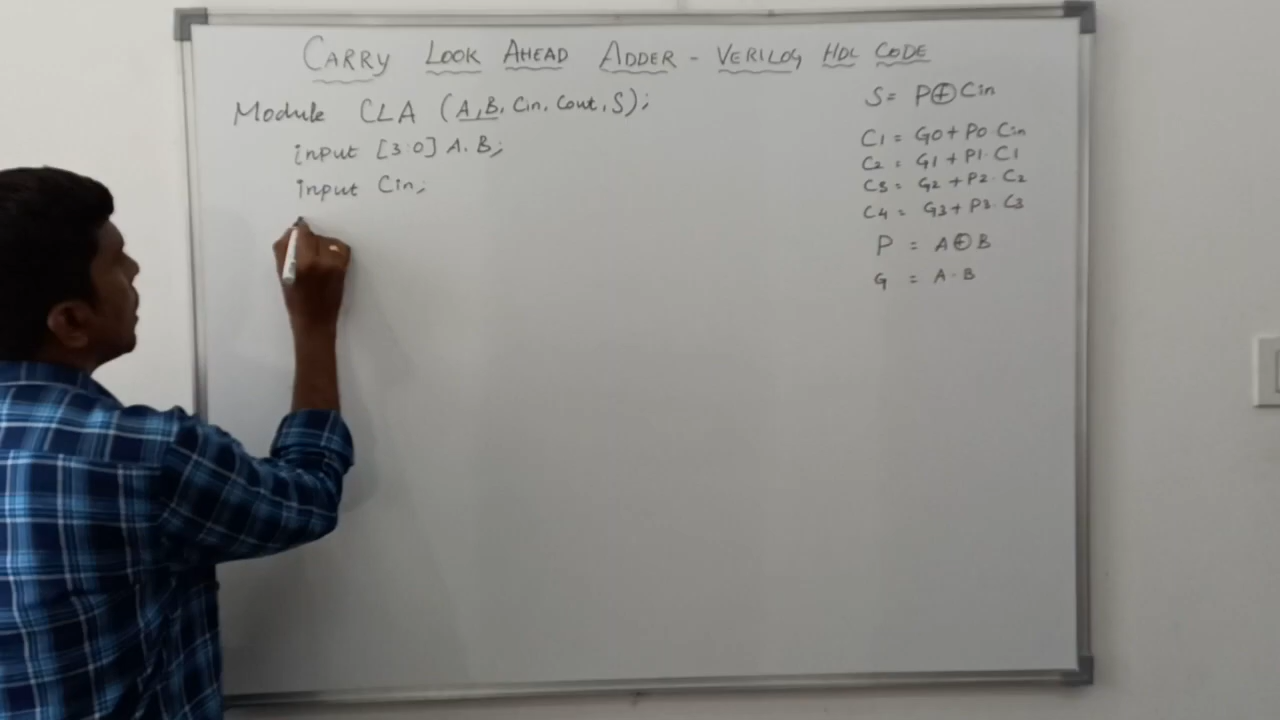 CARRY LOOK AHEAD ADDER - VERILOG HDL CODE
Module CLA (A,B, Cin, Cout, S);
input [3:0] A, B;
input Cin;
S = P⊕Cin
C1 = G0 + P0·Cin
C2 = G1 + P1·C1
C3 = G2 + P2·C2
C4 = G3 + P3·C3
P = A⊕B
G = A·B